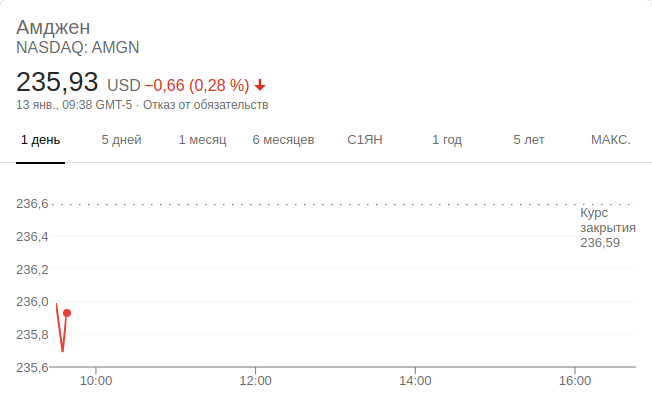 Амджен
NASDAQ: AMGN
235,93 USD −0,66 (0,28 %)
13 янв., 09:38 GMT-5 · Отказ от обязательств
1 день 5 дней 1 месяц 6 месяцев С1ЯН 1 год 5 лет МАКС.
236,6
Курс
закрытия
236,59
236,4
236,2
236,0
235,8
235,6
10:00 12:00 14:00 16:00